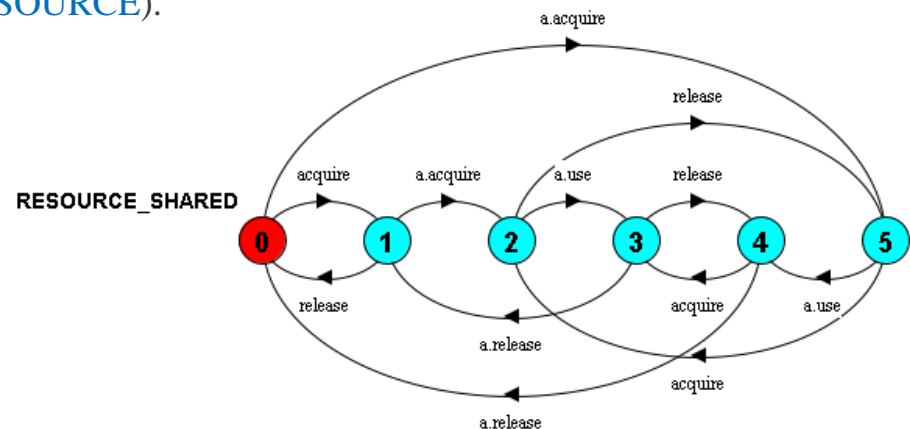 SOURCE).
a.acquire
release
acquire a.acquire a.use release
RESOURCE_SHARED
0 1 2 3 4 5
release acquire a.use
a.release
acquire
a.release